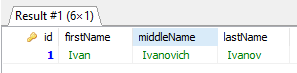 Result #1 (6×1)
id firstName middleName lastName
1 Ivan Ivanovich Ivanov